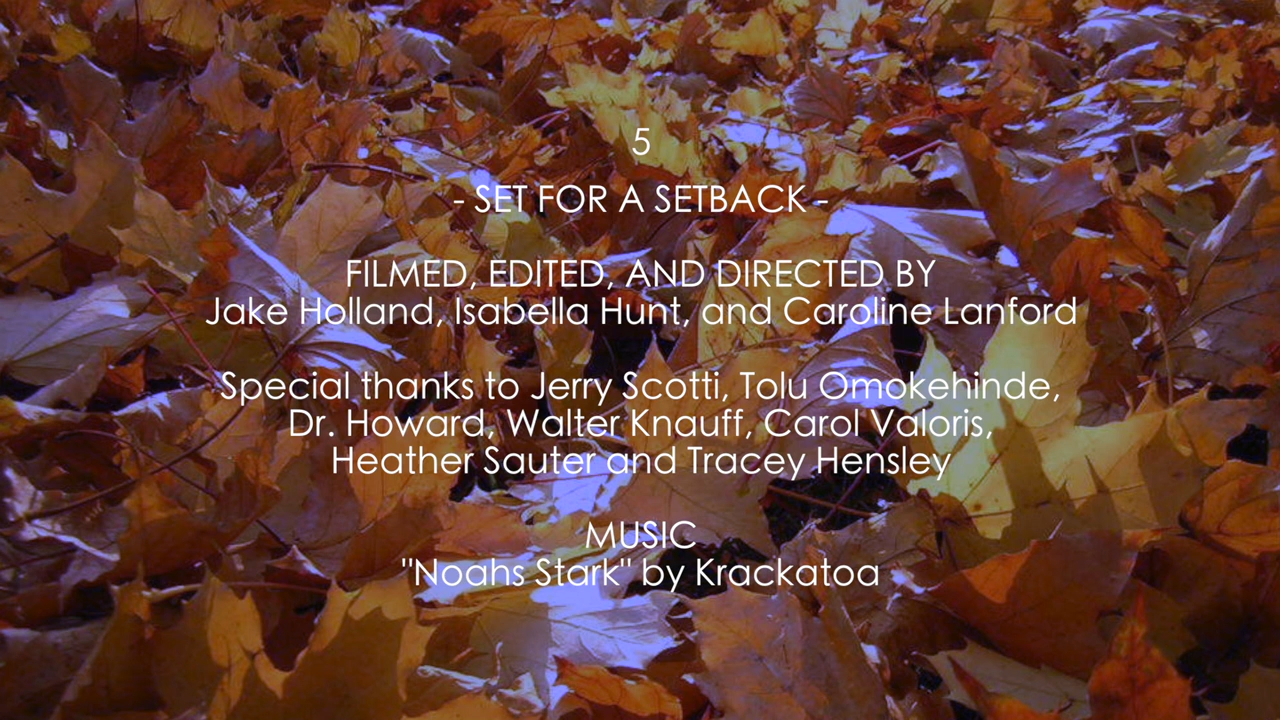 5
- SET FOR A SETBACK -
FILMED, EDITED, AND DIRECTED BY
Jake Holland, Isabella Hunt, and Caroline Lanford
Special thanks to Jerry Scotti, Tolu Omokehinde,
Dr. Howard, Walter Knauff, Carol Valoris,
Heather Sauter and Tracey Hensley
MUSIC
"Noahs Stark" by Krackatoa